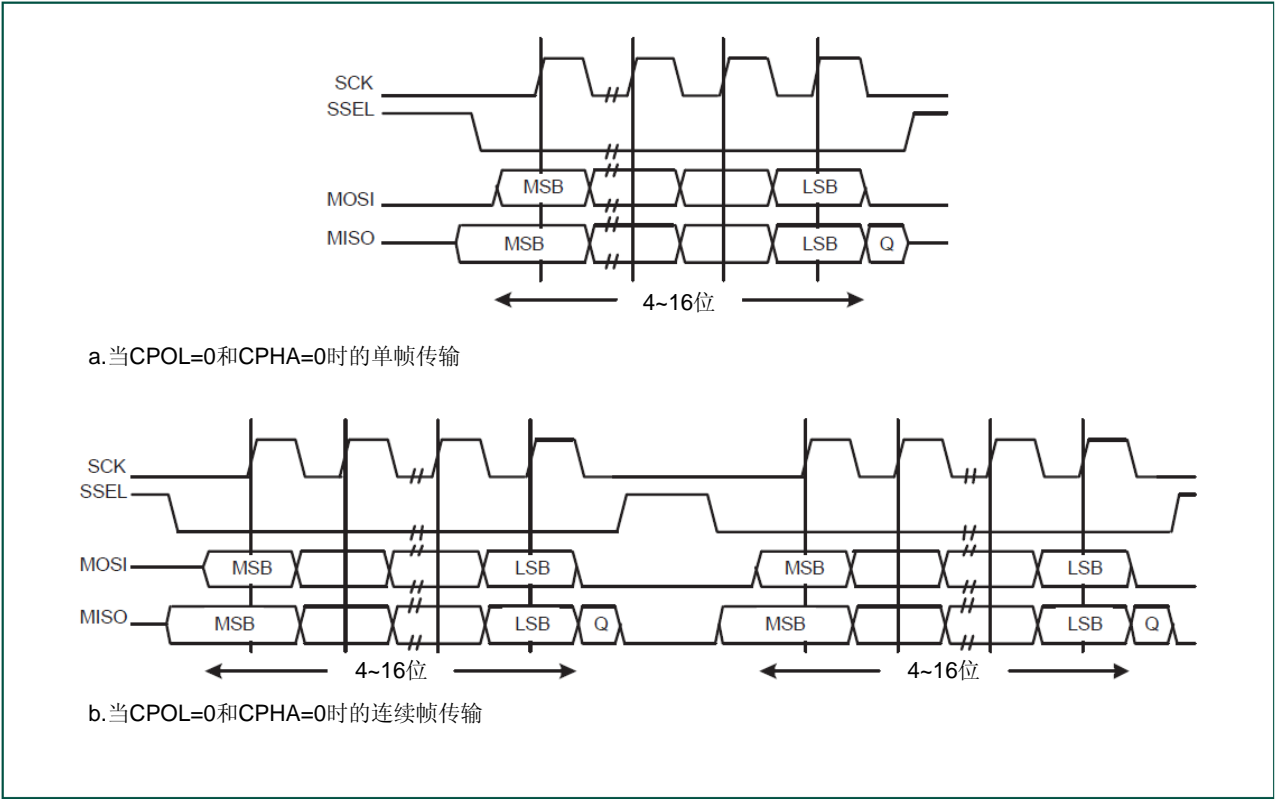 SCK
SSEL
MOSI MSB LSB
MISO MSB LSB Q
4~16位
a.当CPOL=0和CPHA=0时的单帧传输
SCK
SSEL
MOSI MSB LSB MSB LSB
MISO MSB LSB Q MSB LSB Q
4~16位 4~16位
b.当CPOL=0和CPHA=0时的连续帧传输